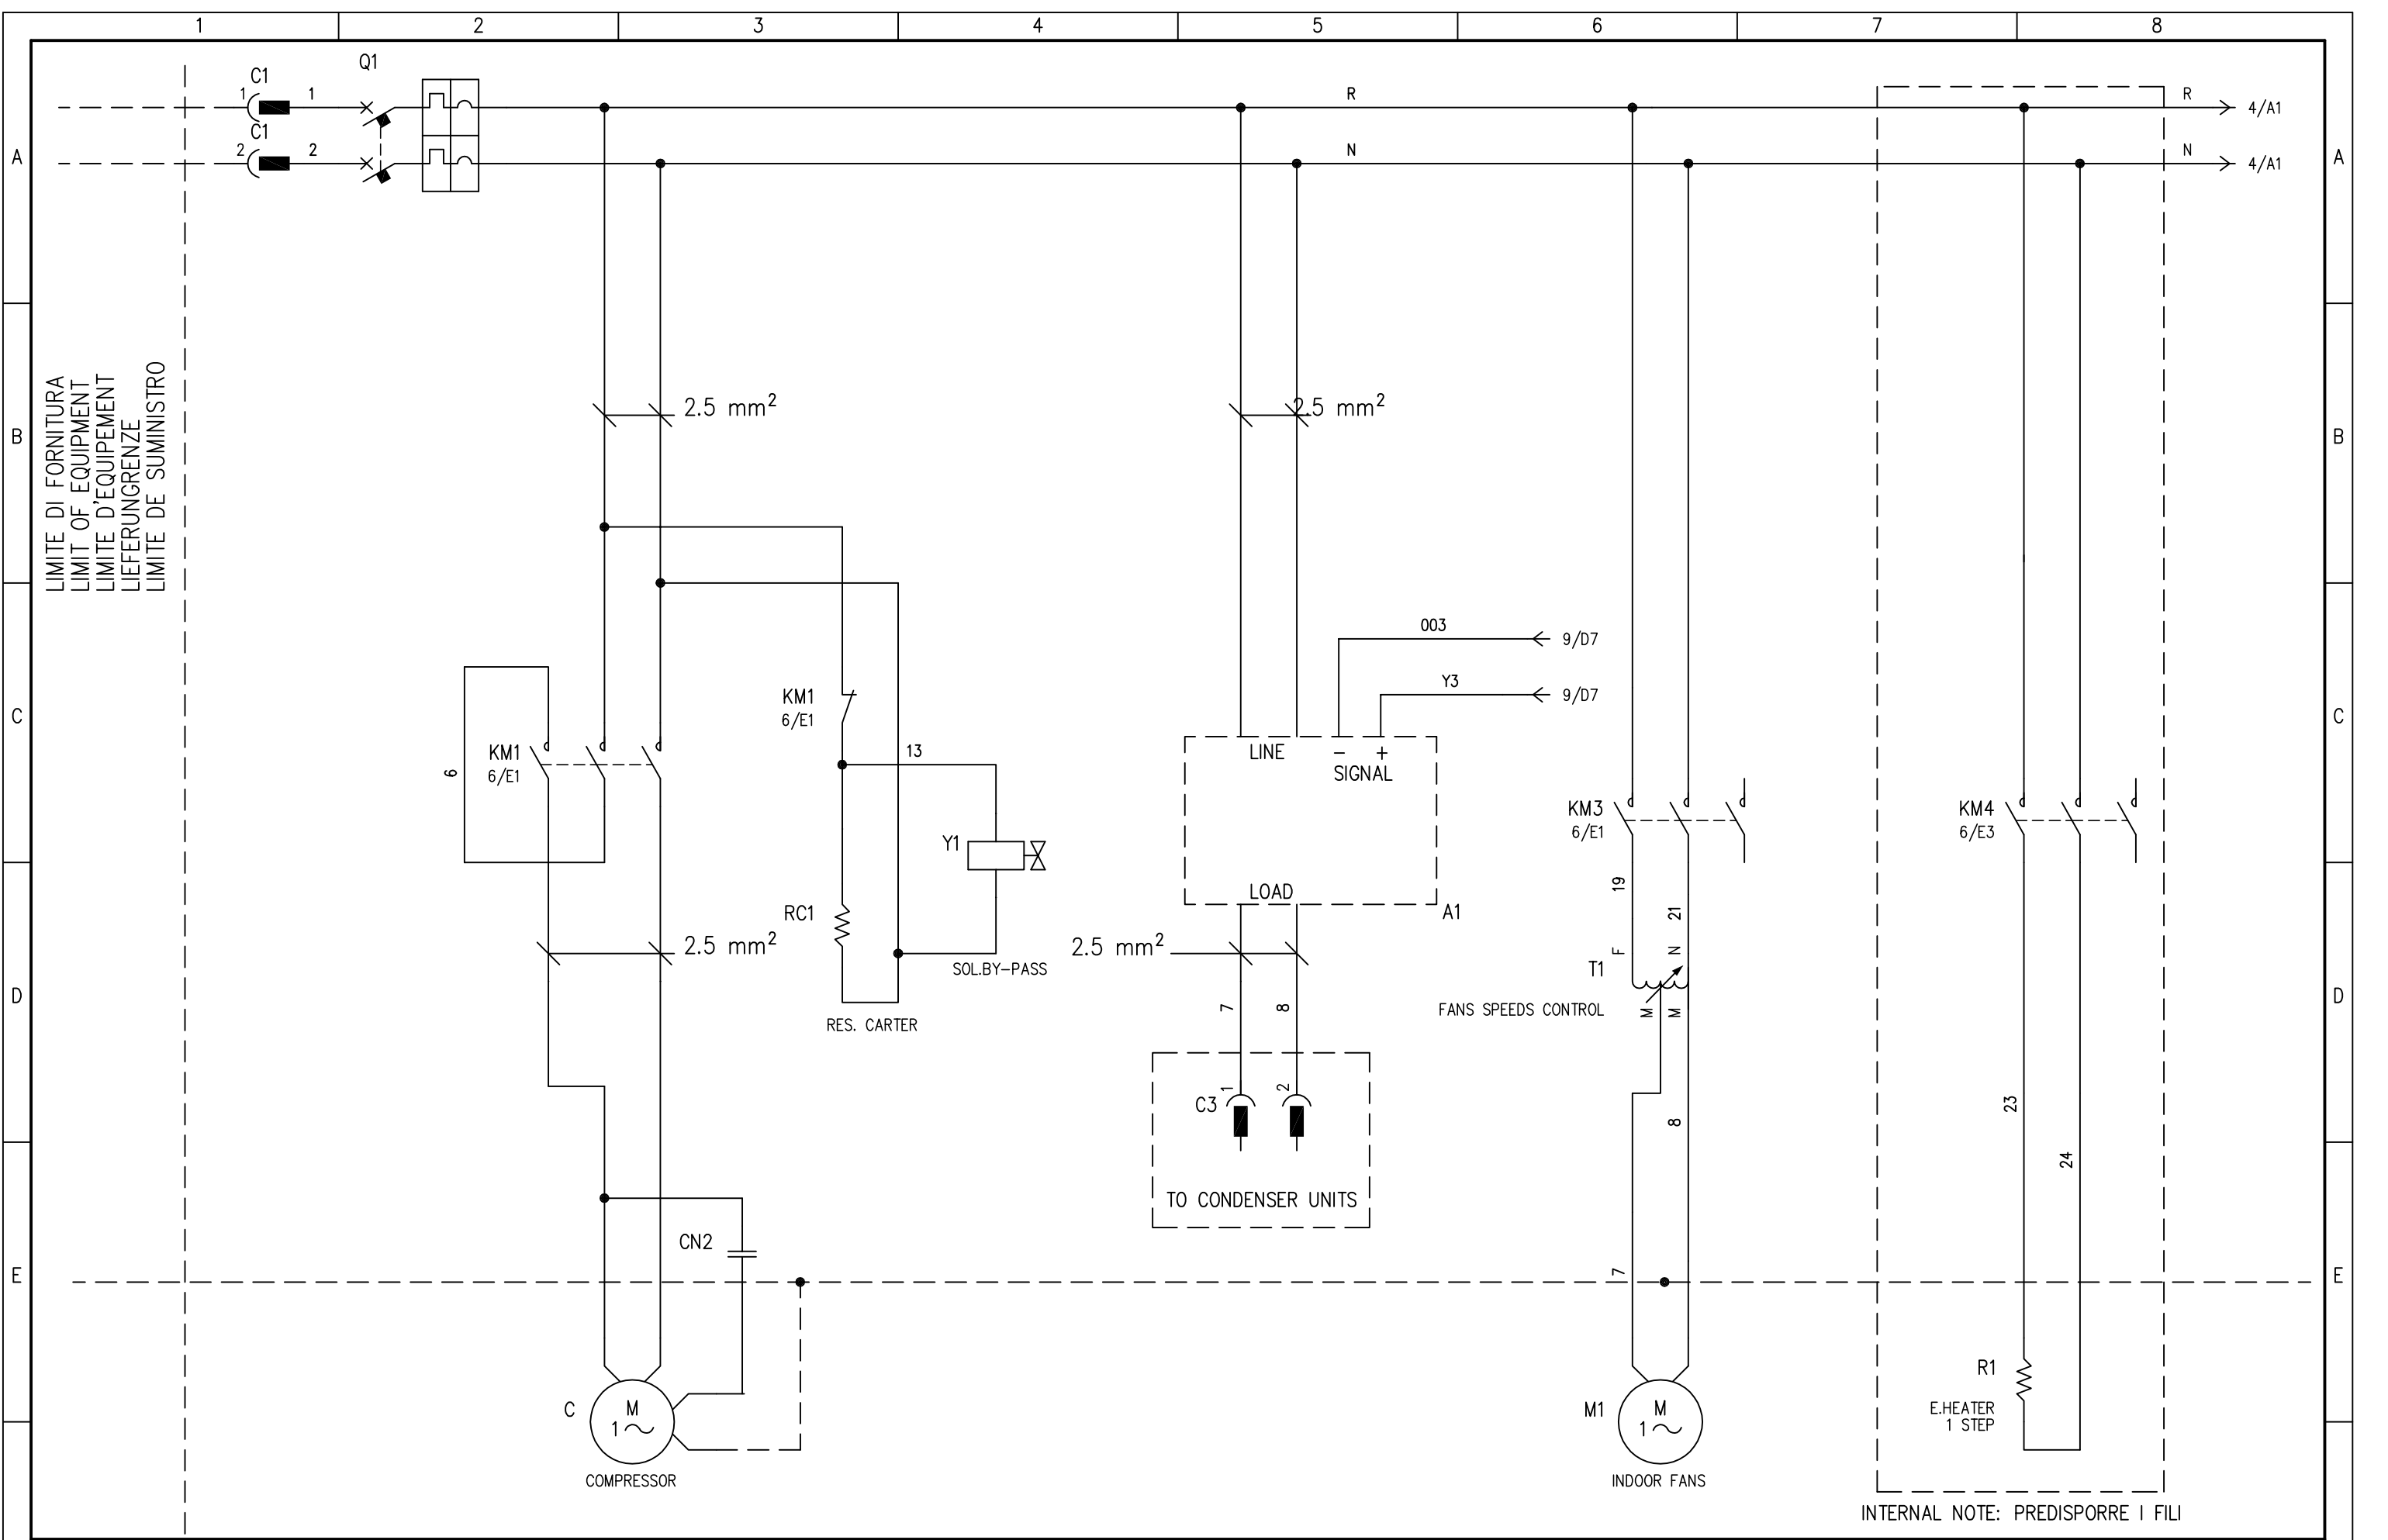 1 2 3 4 5 6 7 8
Q1
C1
1 1
R R 4/A1
C1
2 2
N N 4/A1
A A
LIMITE DI FORNITURA
LIMIT OF EQUIPMENT
LIMITE D'EQUIPEMENT
LIEFERUNGRENZE
LIMITE DE SUMINISTRO
2.5 mm²
2.5 mm²
B B
003 9/D7
Y3 9/D7
KM1
6/E1
C C
KM1
6/E1
6
13
LINE
- +
SIGNAL
KM3
6/E1
KM4
6/E3
Y1
LOAD
A1
19
21
RC1
2.5 mm²
2.5 mm²
F N
T1
SOL.BY-PASS
D D
M M
FANS SPEEDS CONTROL
7 8
RES. CARTER
1 2
C3
8
23
24
TO CONDENSER UNITS
CN2
E E
7
R1
C
M
1~
M1
M
1~
E.HEATER
1 STEP
COMPRESSOR
INDOOR FANS
INTERNAL NOTE: PREDISPORRE I FILI